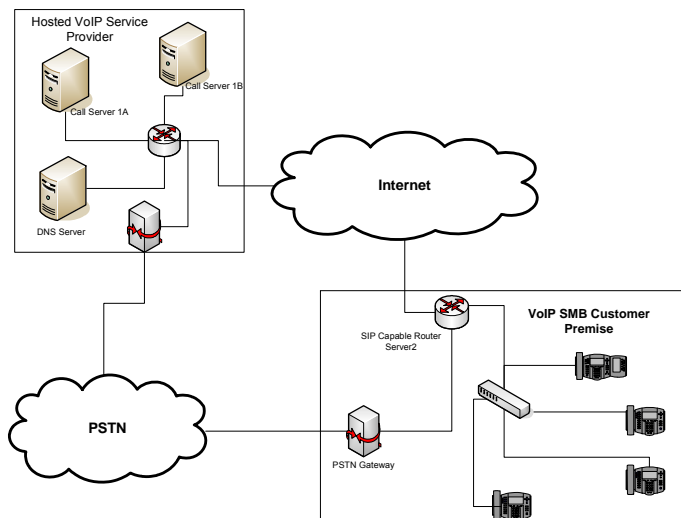 Hosted VoIP Service
Provider
Call Server 1B
Call Server 1A
DNS Server
Internet
VoIP SMB Customer
Premise
SIP Capable Router
Server2
PSTN
PSTN Gateway